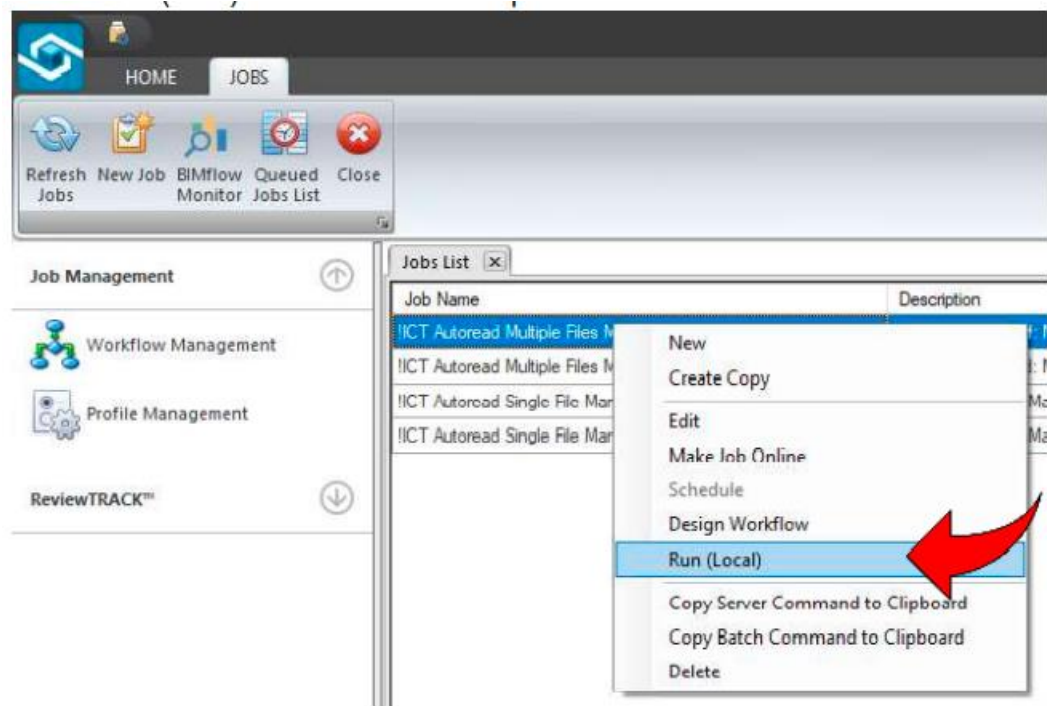 HOME JOBS
Refresh Jobs
New Job
BIMflow Monitor
Queued Jobs List
Close
Job Management
Workflow Management
Profile Management
ReviewTRACK™
Jobs List
Job Name Description
!ICT Autoread Multiple Files
!ICT Autoread Multiple Files
!ICT Autoread Single File Mar
!ICT Autoread Single File Mar
New
Create Copy
Edit
Make Job Online
Schedule
Design Workflow
Run (Local)
Copy Server Command to Clipboard
Copy Batch Command to Clipboard
Delete